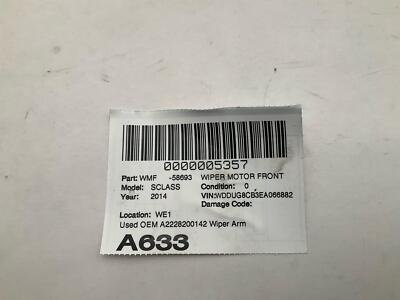 0000005357
Part: WMF -58693 WIPER MOTOR FRONT
Model: SCLASS Condition: 0
Year: 2014 VIN:WDDUG8CB3EA066882
Damage Code:
Location: WE1
Used OEM A2228200142 Wiper Arm
A633